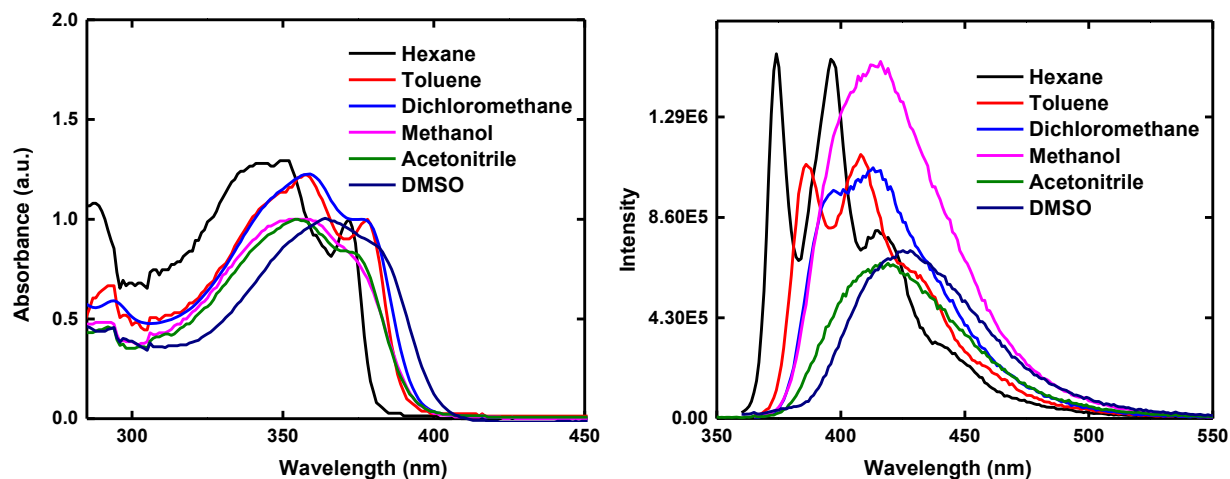 2.0
1.5
1.0
0.5
0.0
Absorbance (a.u.)
Hexane
Toluene
Dichloromethane
Methanol
Acetonitrile
DMSO
300
350
400
450
Wavelength (nm)
1.29E6
8.60E5
4.30E5
0.00
Intensity
Hexane
Toluene
Dichloromethane
Methanol
Acetonitrile
DMSO
350
400
450
500
550
Wavelength (nm)